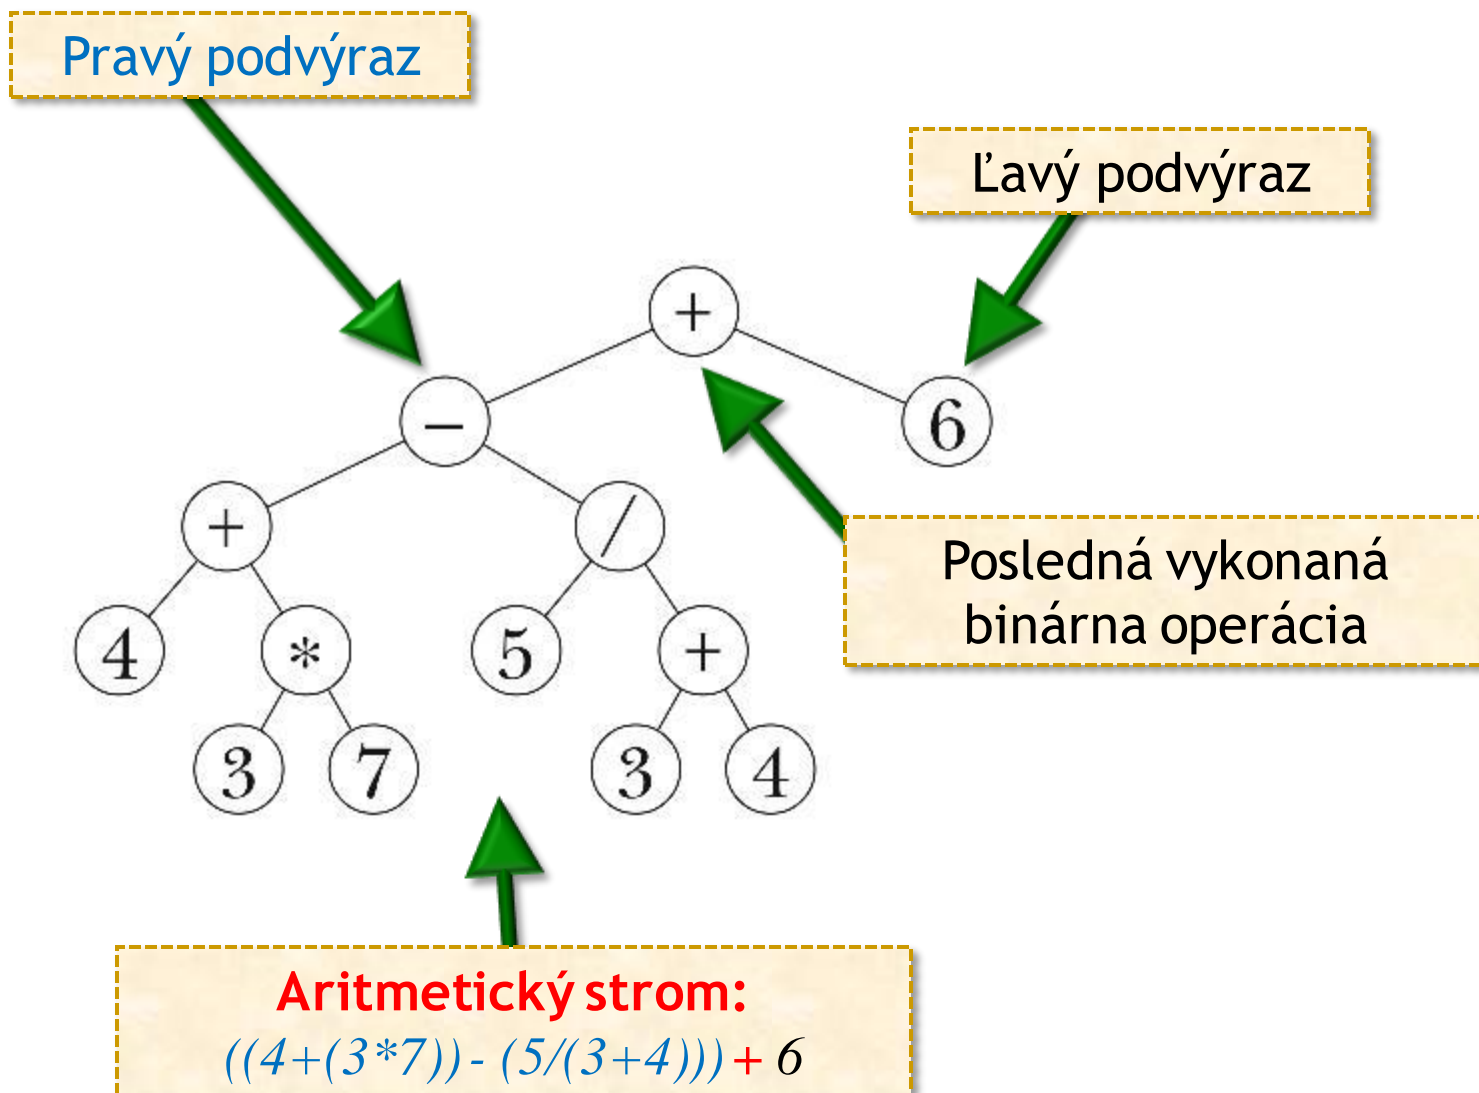 Pravý podvýraz
Ľavý podvýraz
+
−
6
+
/
Posledná vykonaná
binárna operácia
4
*
5
+
3
7
3
4
Aritmetický strom:
((4+(3*7)) - (5/(3+4))) + 6